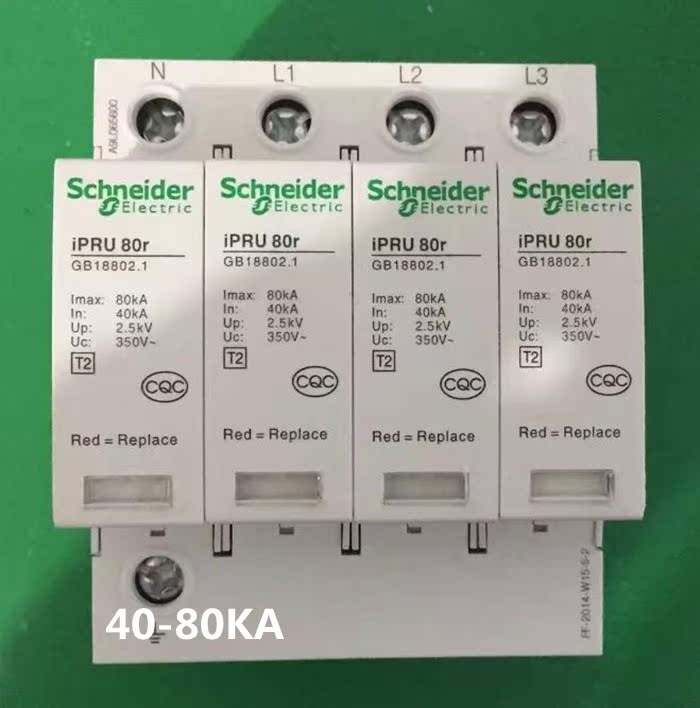 N L1 L2 L3
A9L065600
Schneider
Electric
iPRU 80r
GB18802.1
Imax: 80kA
In: 40kA
Up: 2.5kV
Uc: 350V~
T2
CQC
Red = Replace
Schneider
Electric
iPRU 80r
GB18802.1
Imax: 80kA
In: 40kA
Up: 2.5kV
Uc: 350V~
T2
CQC
Red = Replace
Schneider
Electric
iPRU 80r
GB18802.1
Imax: 80kA
In: 40kA
Up: 2.5kV
Uc: 350V~
T2
CQC
Red = Replace
Schneider
Electric
iPRU 80r
GB18802.1
Imax: 80kA
In: 40kA
Up: 2.5kV
Uc: 350V~
T2
CQC
Red = Replace
40-80KA